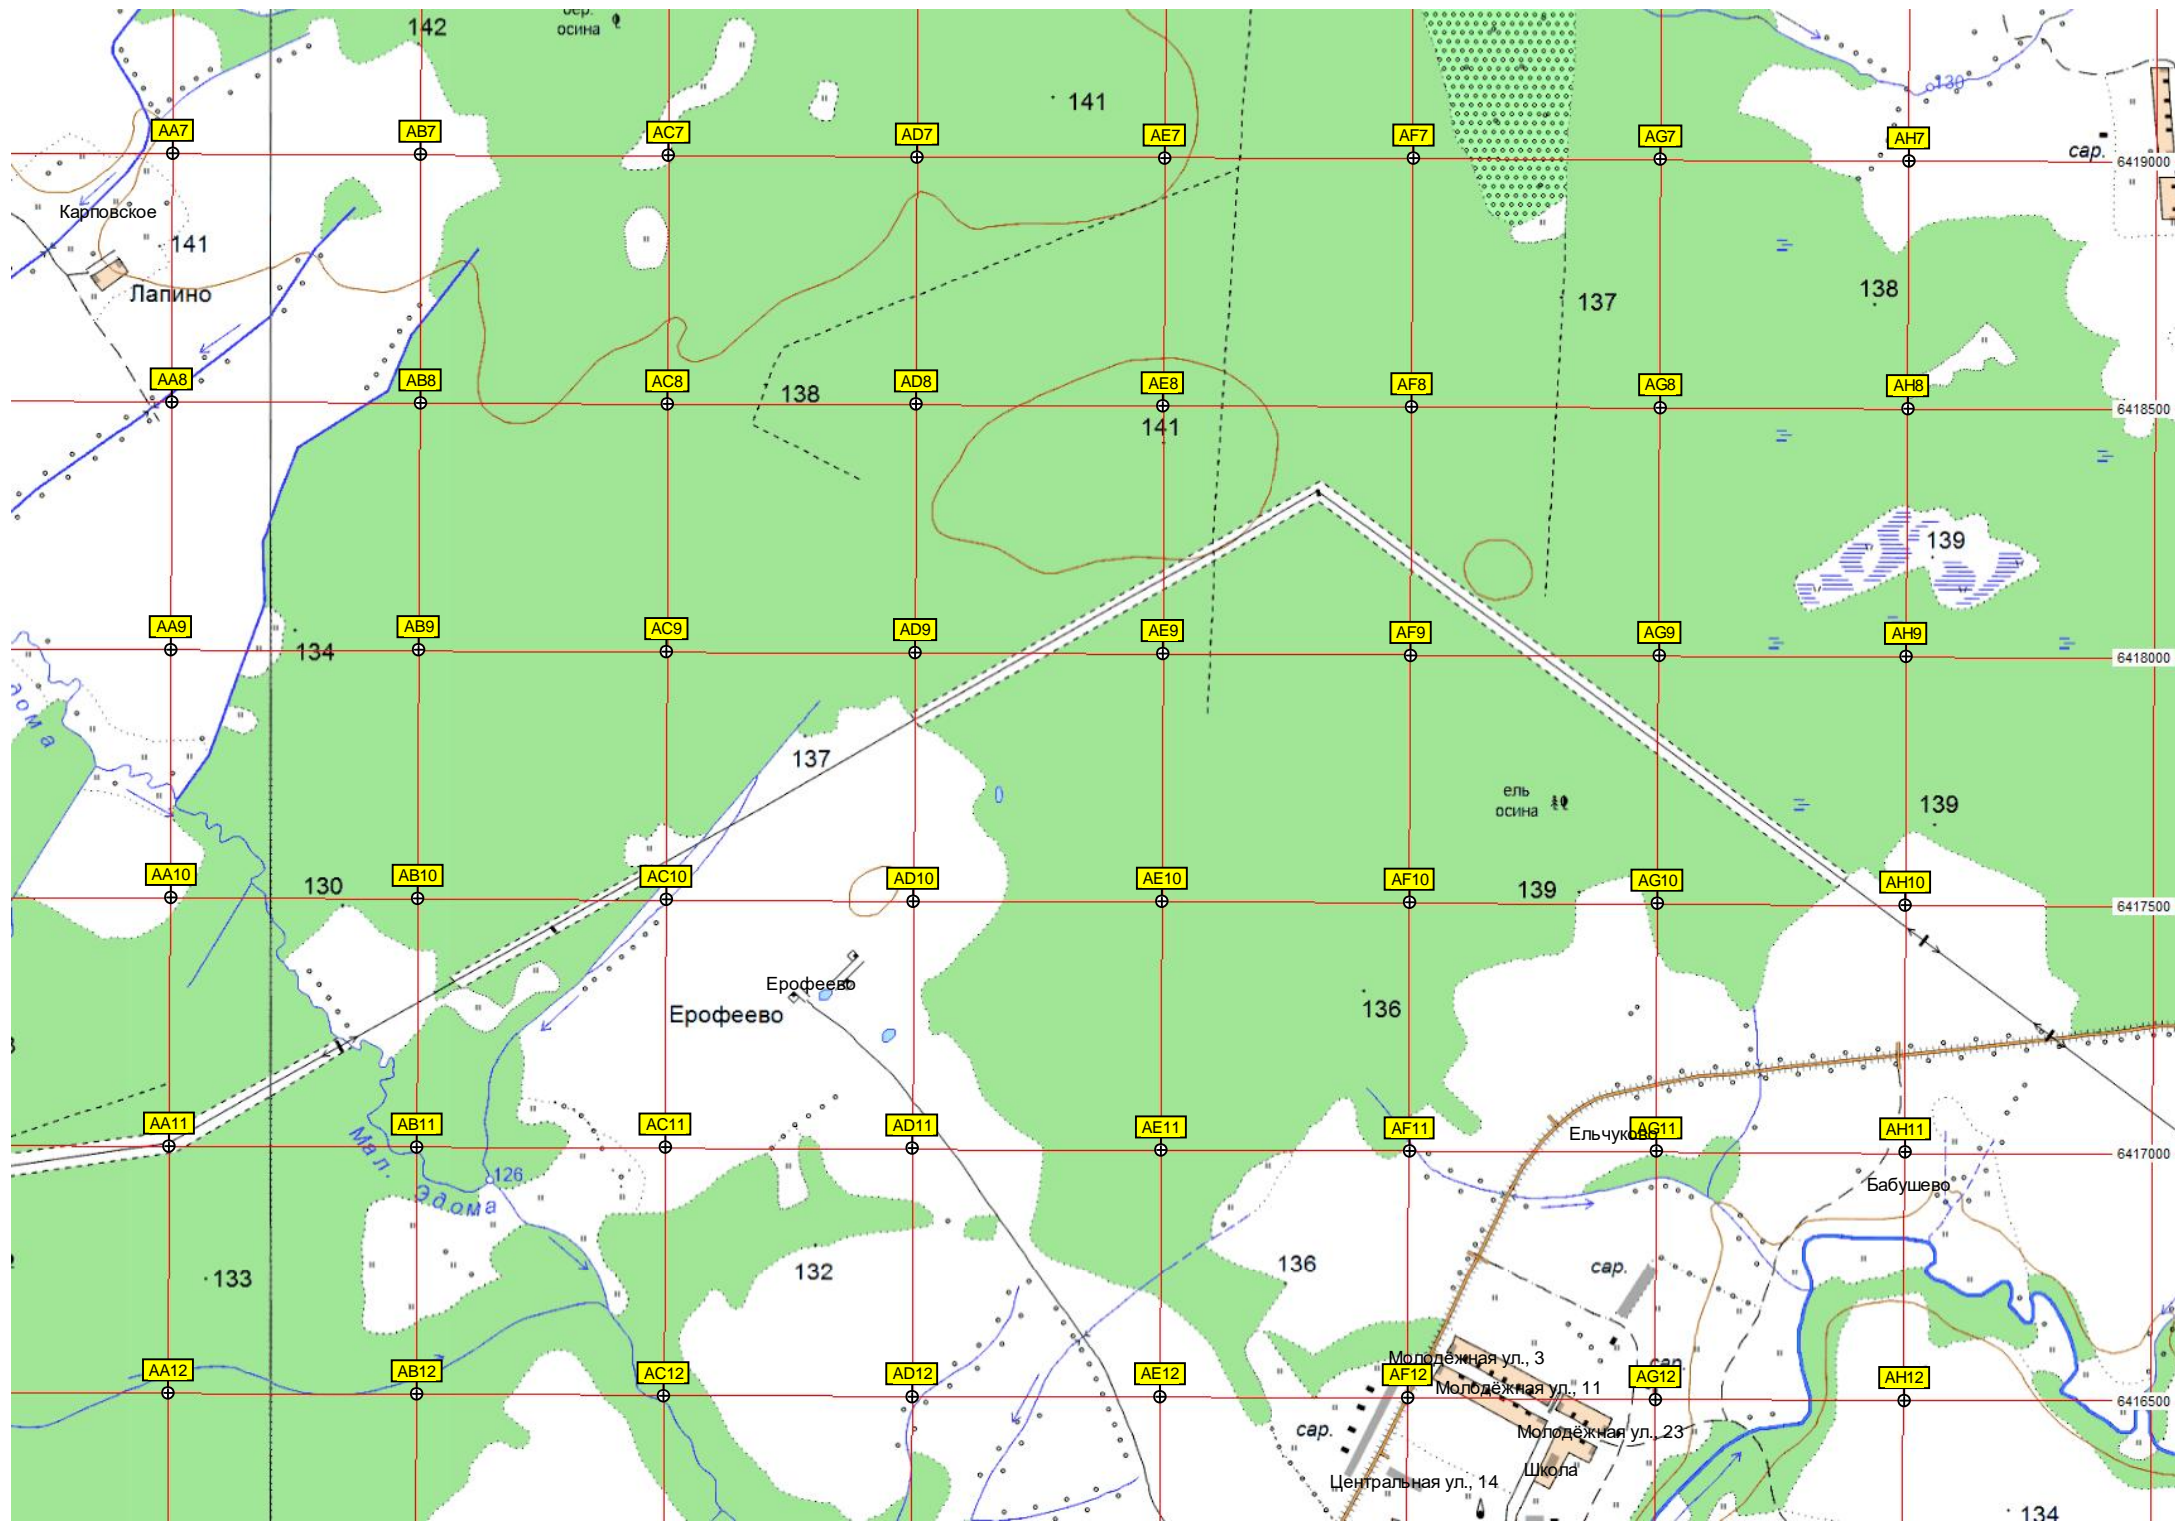 142
осина
141
130
AA7
AB7
AC7
AD7
AE7
AF7
AG7
AH7
сар.
6419000
Карповское
141
Лапино
137
138
AA8
AB8
AC8
AD8
AE8
AF8
AG8
AH8
138
141
6418500
139
AA9
AB9
AC9
AD9
AE9
AF9
AG9
AH9
134
6418000
137
ель
осина
139
AA10
AB10
AC10
AD10
AE10
AF10
AG10
AH10
130
139
6417500
Ерофеево
Ерофеево
136
AA11
AB11
AC11
AD11
AE11
AF11
AG11
AH11
Ельчуково
6417000
Мал. Эдома
126
Бабушево
133
132
136
сар.
Молодёжная ул., 3
сар.
AA12
AB12
AC12
AD12
AE12
AF12
AG12
AH12
Молодёжная ул., 11
6416500
сар.
Молодёжная ул., 23
Школа
Центральная ул., 14
134